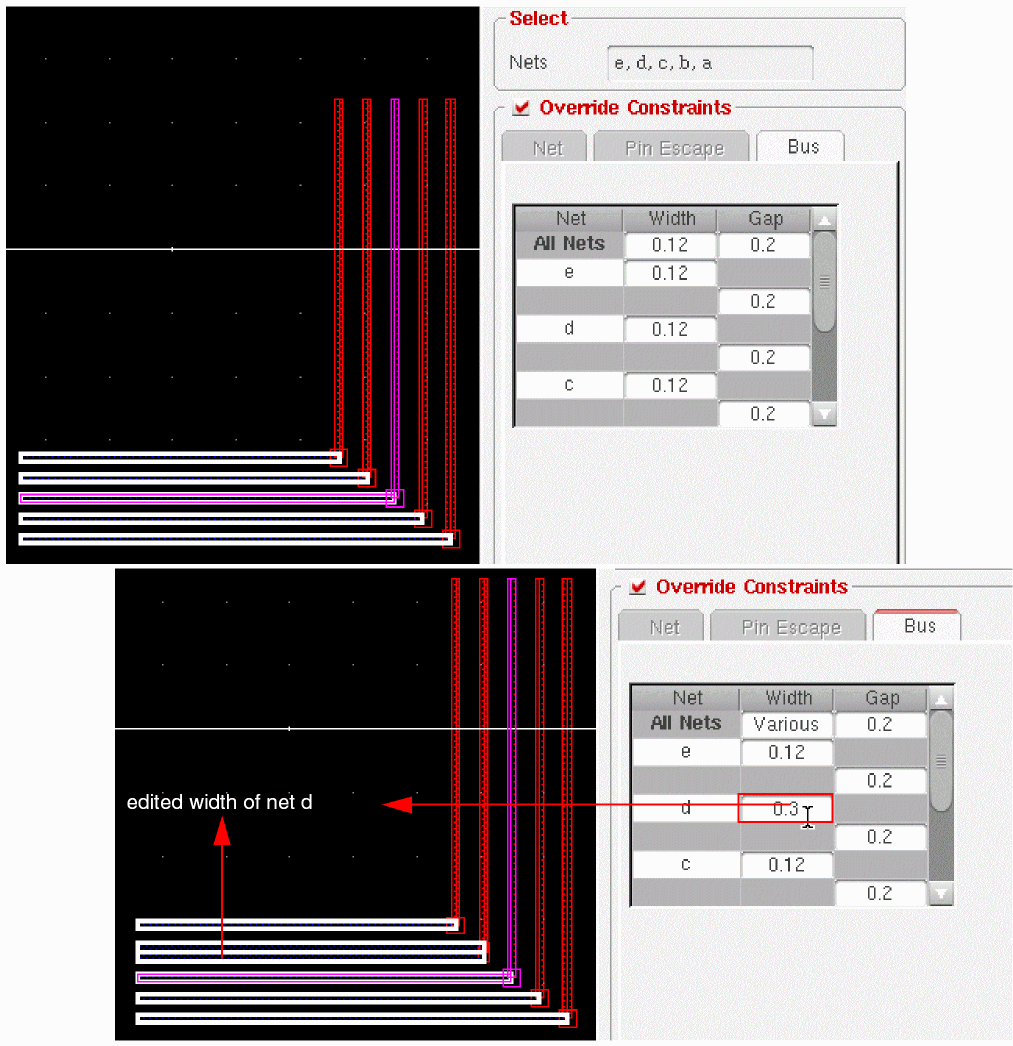 Select
Nets e, d, c, b, a
Override Constraints
Net Pin Escape Bus
Net Width Gap
All Nets 0.12 0.2
e 0.12
0.2
d 0.12
0.2
c 0.12
0.2
Override Constraints
Net Pin Escape Bus
Net Width Gap
All Nets Various 0.2
e 0.12
0.2
edited width of net d
d 0.3
0.2
c 0.12
0.2